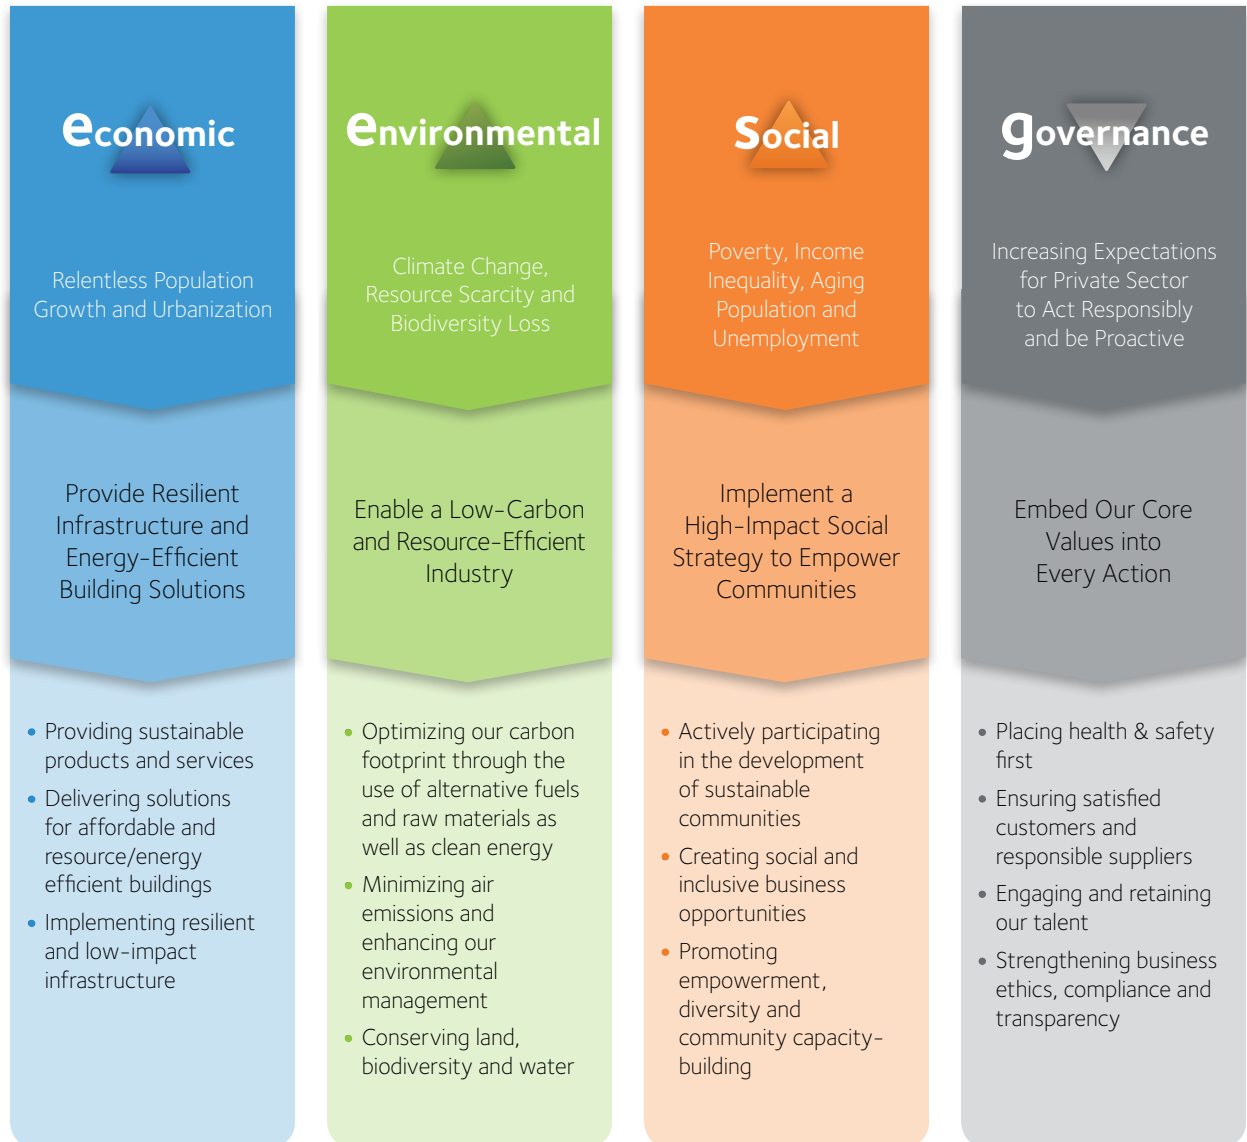 economic
Relentless Population
Growth and Urbanization
Provide Resilient
Infrastructure and
Energy-Efficient
Building Solutions
• Providing sustainable
products and services
• Delivering solutions
for affordable and
resource/energy
efficient buildings
• Implementing resilient
and low-impact
infrastructure
environmental
Climate Change,
Resource Scarcity and
Biodiversity Loss
Enable a Low-Carbon
and Resource-Efficient
Industry
• Optimizing our carbon
footprint through the
use of alternative fuels
and raw materials as
well as clean energy
• Minimizing air
emissions and
enhancing our
environmental
management
• Conserving land,
biodiversity and water
social
Poverty, Income
Inequality, Aging
Population and
Unemployment
Implement a
High-Impact Social
Strategy to Empower
Communities
• Actively participating
in the development
of sustainable
communities
• Creating social and
inclusive business
opportunities
• Promoting
empowerment,
diversity and
community capacity-
building
governance
Increasing Expectations
for Private Sector
to Act Responsibly
and be Proactive
Embed Our Core
Values into
Every Action
• Placing health & safety
first
• Ensuring satisfied
customers and
responsible suppliers
• Engaging and retaining
our talent
• Strengthening business
ethics, compliance and
transparency